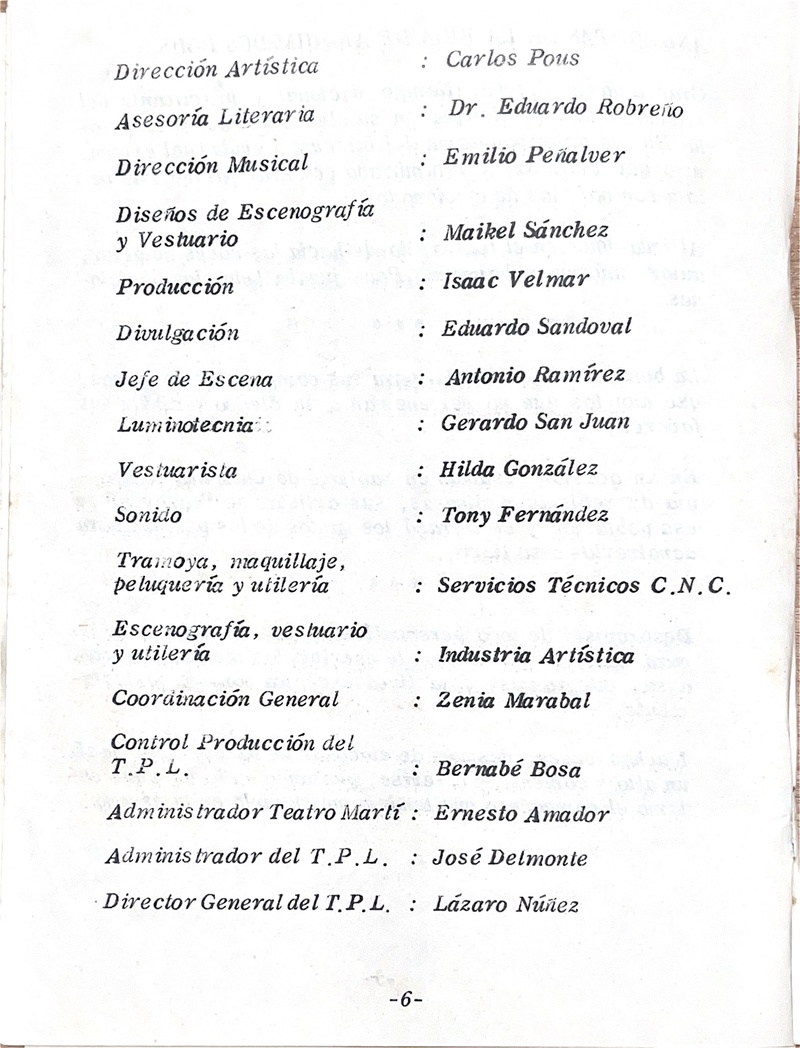 Dirección Artística : Carlos Pous
Asesoría Literaria : Dr. Eduardo Robreño
Dirección Musical : Emilio Peñalver
Diseños de Escenografía
y Vestuario : Maikel Sánchez
Producción : Isaac Velmar
Divulgación : Eduardo Sandoval
Jefe de Escena : Antonio Ramírez
Luminotecnia : Gerardo San Juan
Vestuarista : Hilda González
Sonido : Tony Fernández
Tramoya, maquillaje,
peluquería y utilería : Servicios Técnicos C.N.C.
Escenografía, vestuario
y utilería : Industria Artística
Coordinación General : Zenia Marabal
Control Producción del
T.P.L. : Bernabé Bosa
Administrador Teatro Martí : Ernesto Amador
Administrador del T.P.L. : José Delmonte
Director General del T.P.L. : Lázaro Núñez
-6-